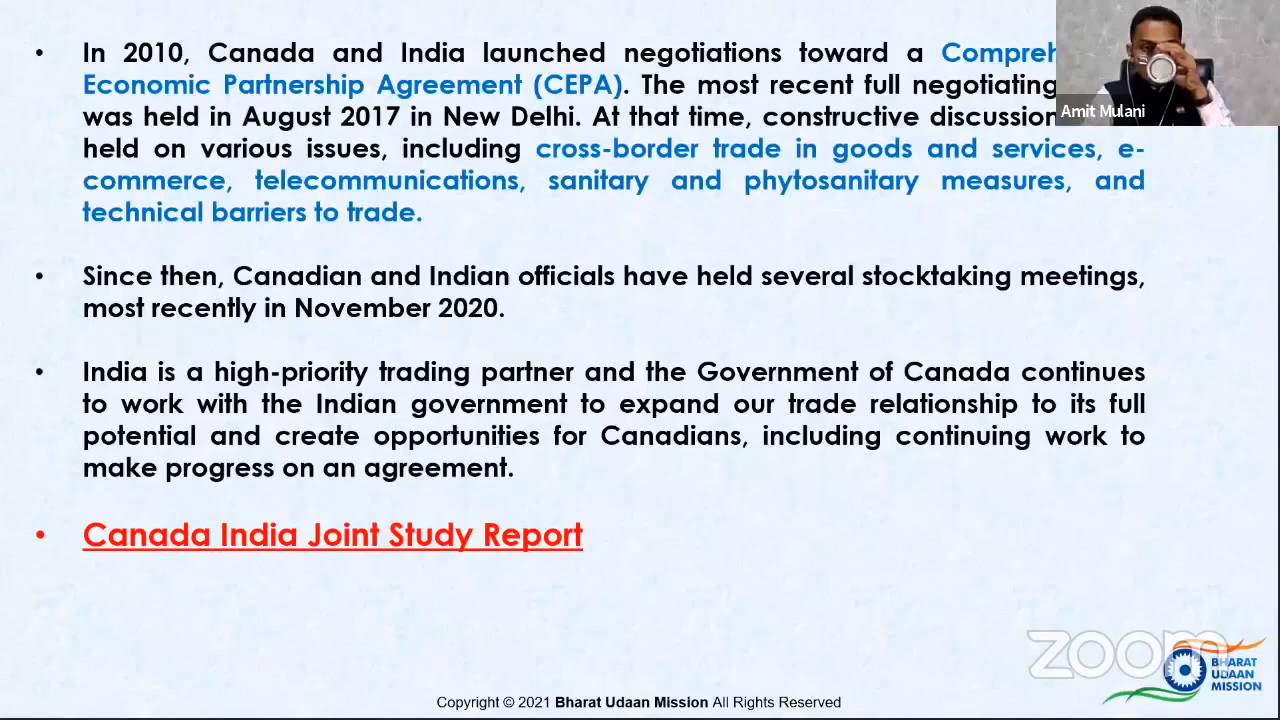 • In 2010, Canada and India launched negotiations toward a
Economic Partnership Agreement (CEPA). The most recent full negotiating
was held in August 2017 in New Delhi. At that time, constructive
held on various issues, including cross-border trade in goods and services, e-
commerce, telecommunications, sanitary and phytosanitary measures, and
technical barriers to trade.
• Since then, Canadian and Indian officials have held several stocktaking meetings,
most recently in November 2020.
• India is a high-priority trading partner and the Government of Canada continues
to work with the Indian government to expand our trade relationship to its full
potential and create opportunities for Canadians, including continuing work to
make progress on an agreement.
• Canada India Joint Study Report
Amit Mulani
zoom
BHARAT
UDAAN
MISSION
Copyright © 2021 Bharat Udaan Mission All Rights Reserved